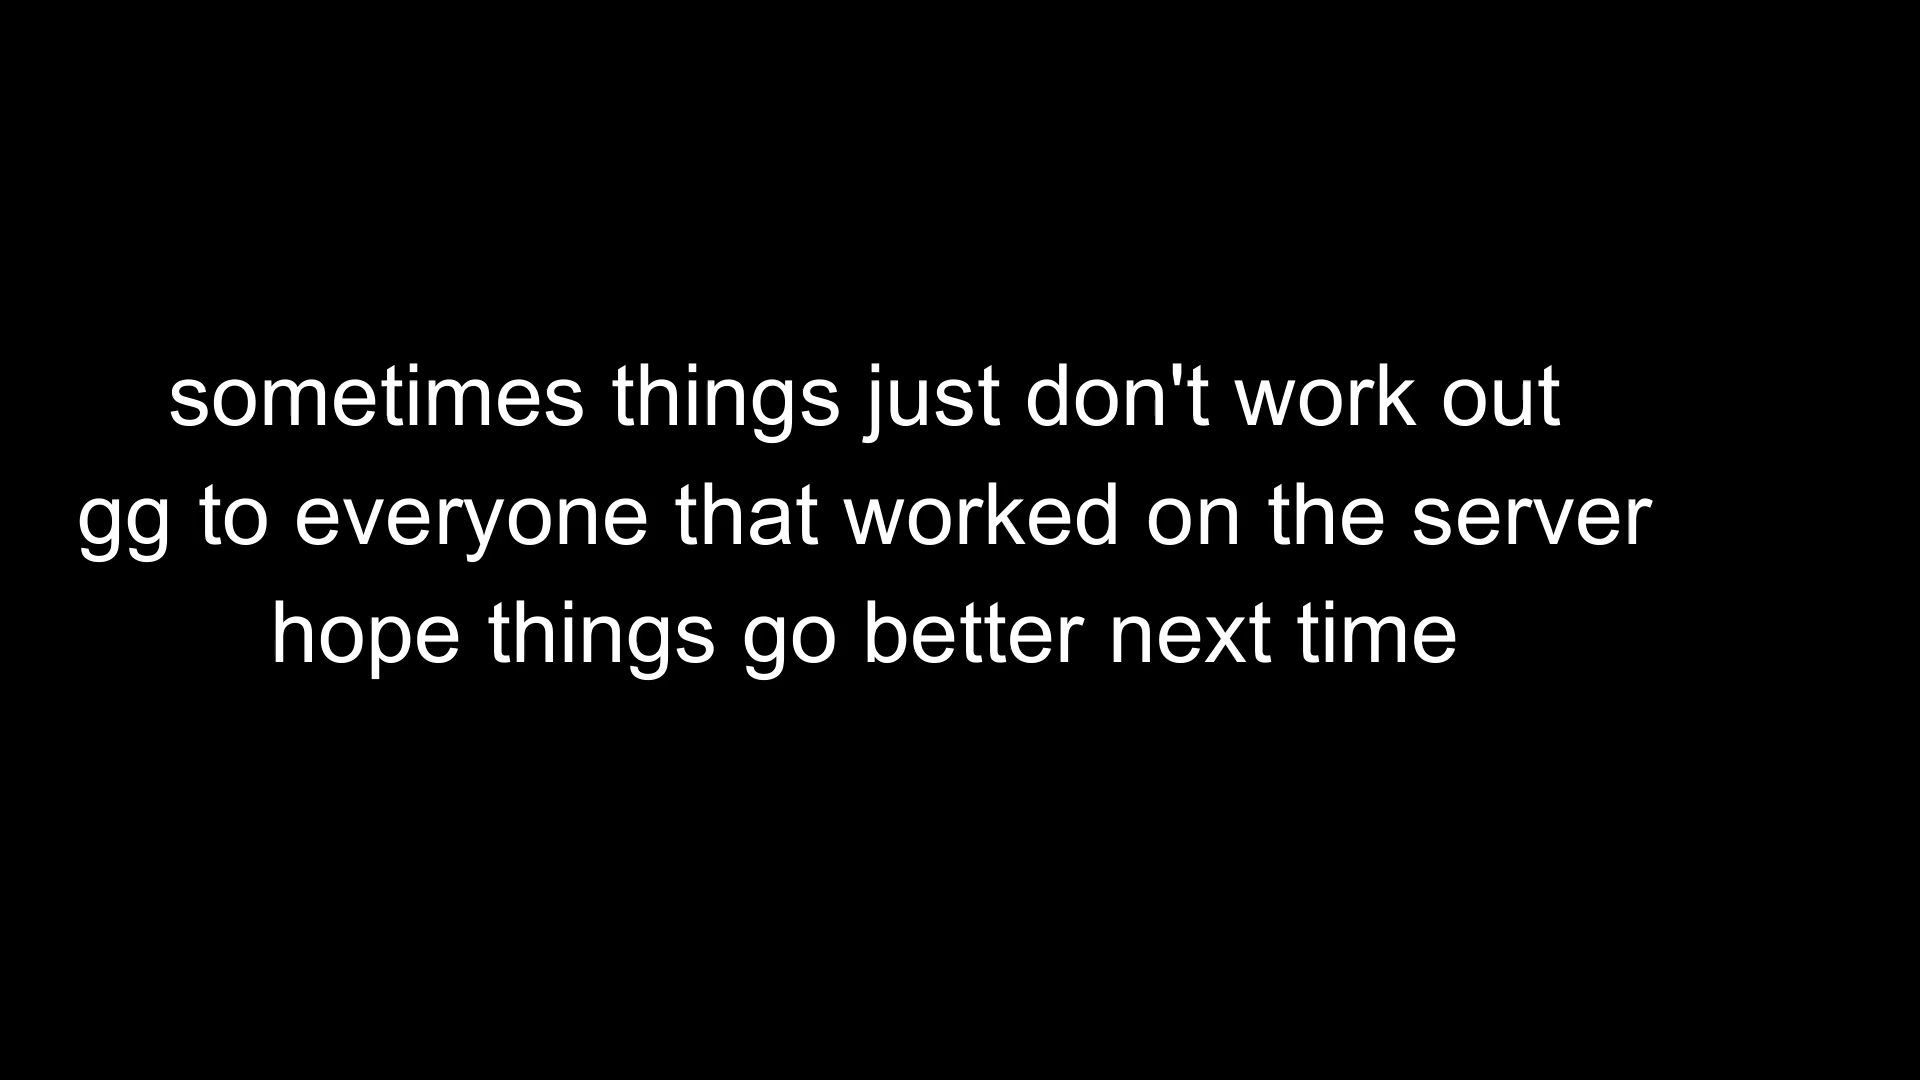 sometimes things just don't work out
gg to everyone that worked on the server
hope things go better next time